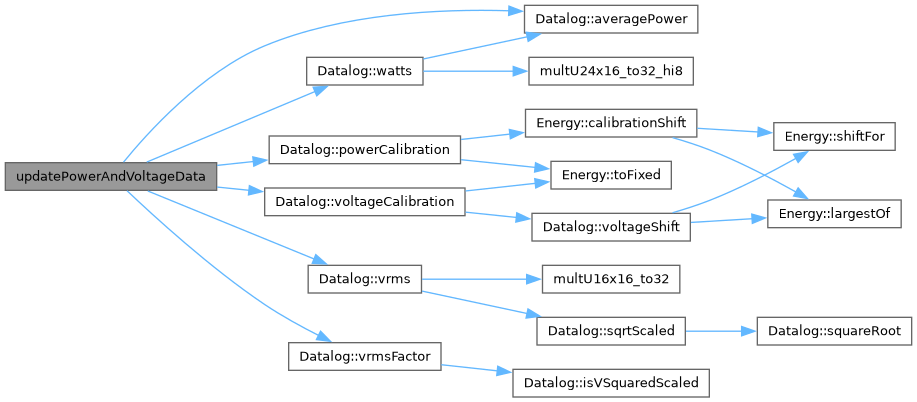 updatePowerAndVoltageData
Datalog::averagePower
Datalog::watts
multU24x16_to32_hi8
Datalog::powerCalibration
Energy::calibrationShift
Energy::shiftFor
Energy::toFixed
Datalog::voltageCalibration
Energy::largestOf
Datalog::voltageShift
Datalog::vrms
multU16x16_to32
Datalog::sqrtScaled
Datalog::squareRoot
Datalog::vrmsFactor
Datalog::isVSquaredScaled